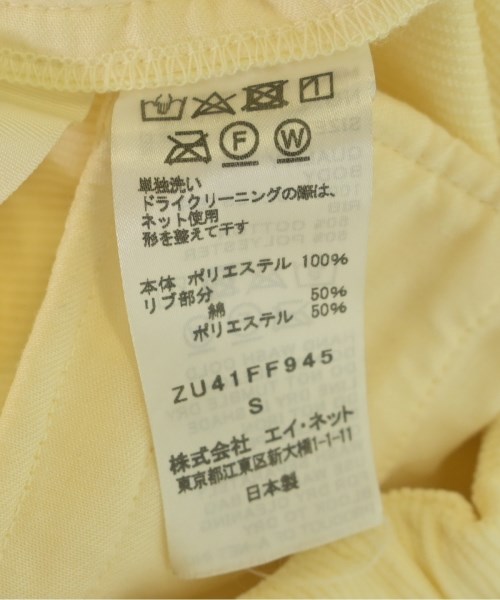 F W
単独洗い
ドライクリーニングの際は、
ネット使用
形を整えて干す
本体 ポリエステル 100%
リブ部分
綿 50%
ポリエステル 50%
ZU41FF945
S
株式会社 エイ・ネット
東京都江東区新大橋1-1-11
日本製